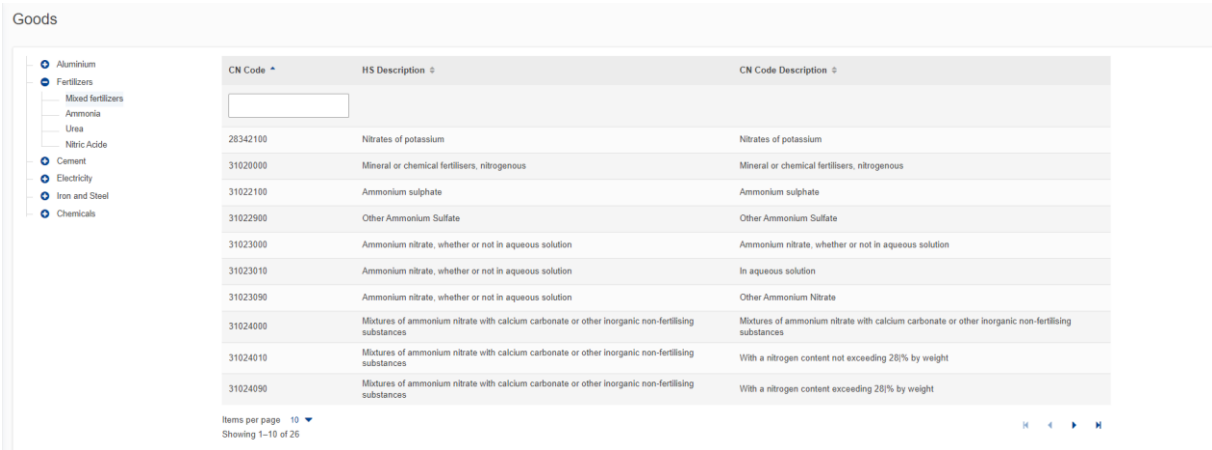 Goods
Aluminium
Fertilizers
Mixed fertilizers
Ammonia
Urea
Nitric Acide
Cement
Electricity
Iron and Steel
Chemicals
CN Code HS Description CN Code Description
28342100 Nitrates of potassium Nitrates of potassium
31020000 Mineral or chemical fertilisers, nitrogenous Mineral or chemical fertilisers, nitrogenous
31022100 Ammonium sulphate Ammonium sulphate
31022900 Other Ammonium Sulfate Other Ammonium Sulfate
31023000 Ammonium nitrate, whether or not in aqueous solution Ammonium nitrate, whether or not in aqueous solution
31023010 Ammonium nitrate, whether or not in aqueous solution In aqueous solution
31023090 Ammonium nitrate, whether or not in aqueous solution Other Ammonium Nitrate
31024000 Mixtures of ammonium nitrate with calcium carbonate or other inorganic non-fertilising substances Mixtures of ammonium nitrate with calcium carbonate or other inorganic non-fertilising substances
31024010 Mixtures of ammonium nitrate with calcium carbonate or other inorganic non-fertilising substances With a nitrogen content not exceeding 28|% by weight
31024090 Mixtures of ammonium nitrate with calcium carbonate or other inorganic non-fertilising substances With a nitrogen content exceeding 28|% by weight
Items per page 10
Showing 1–10 of 26